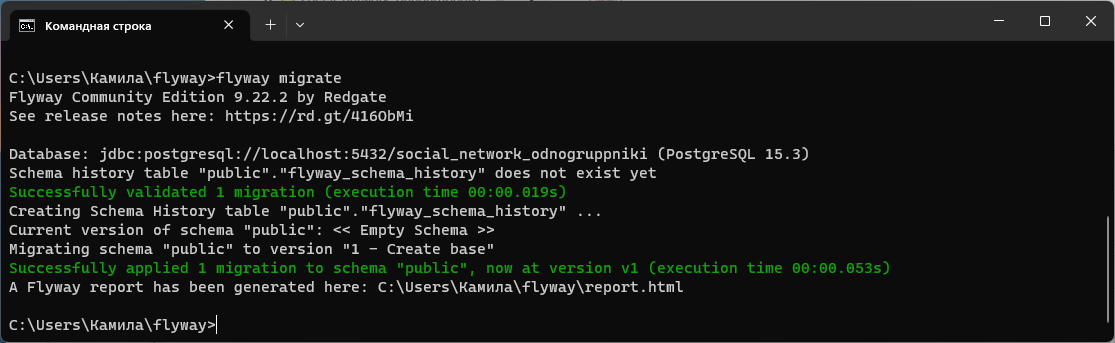 Командная строка
C:\Users\Камила\flyway>flyway migrate
Flyway Community Edition 9.22.2 by Redgate
See release notes here: https://rd.gt/416ObMi
Database: jdbc:postgresql://localhost:5432/social_network_odnogruppniki (PostgreSQL 15.3)
Schema history table "public"."flyway_schema_history" does not exist yet
Successfully validated 1 migration (execution time 00:00.019s)
Creating Schema History table "public"."flyway_schema_history" ...
Current version of schema "public": << Empty Schema >>
Migrating schema "public" to version "1 - Create base"
Successfully applied 1 migration to schema "public", now at version v1 (execution time 00:00.053s)
A Flyway report has been generated here: C:\Users\Камила\flyway\report.html
C:\Users\Камила\flyway>